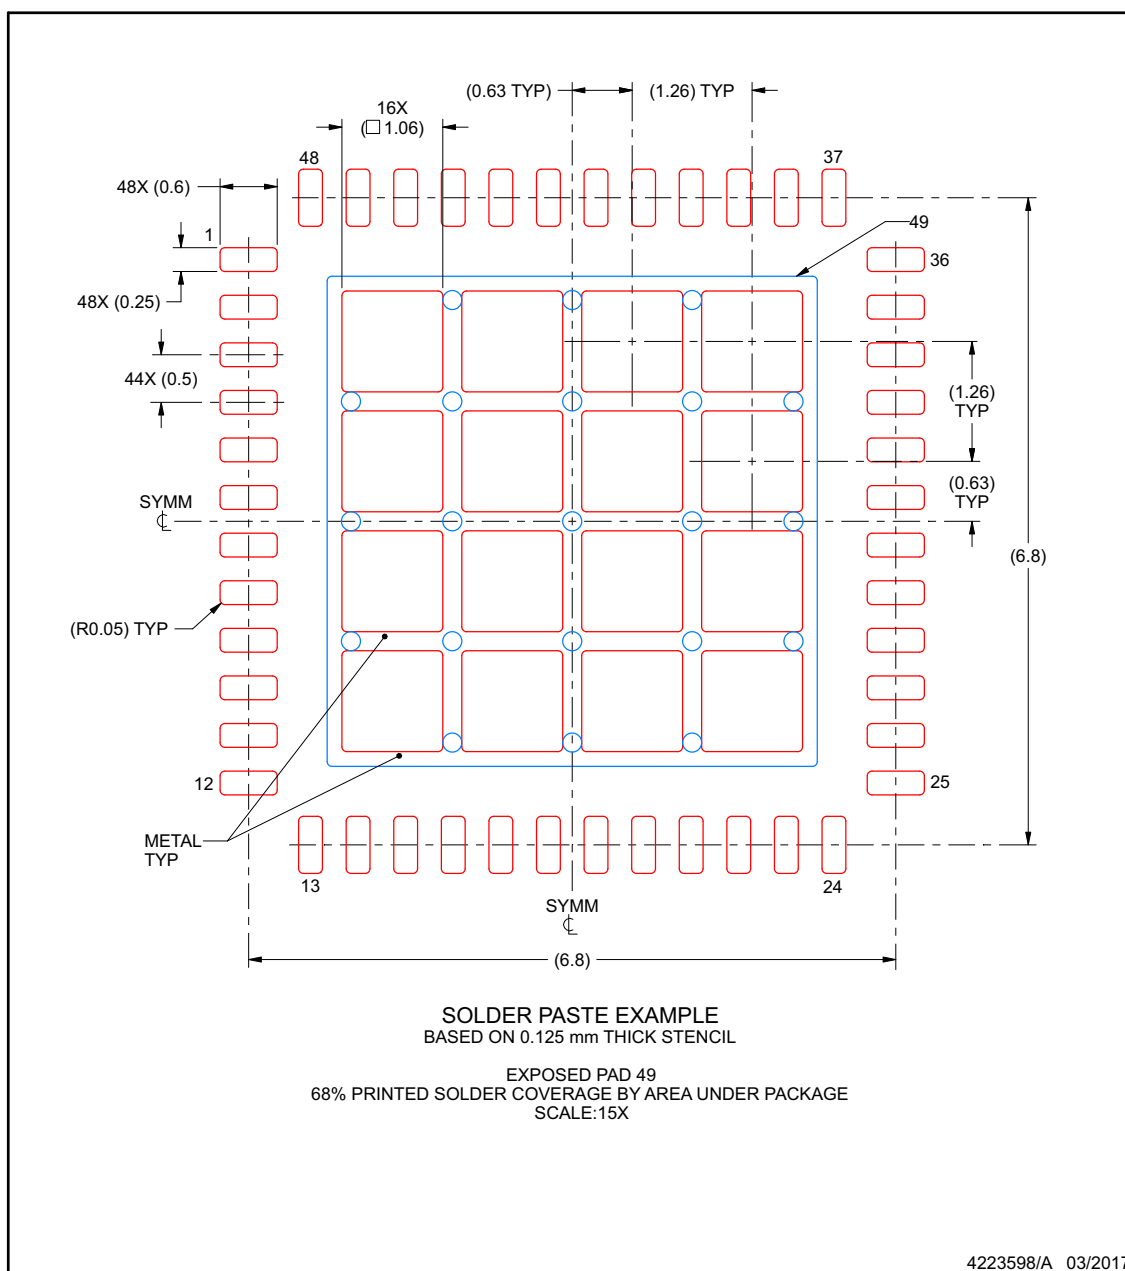 (0.63 TYP)
(1.26) TYP
16X
(□ 1.06)
48
37
48X (0.6)
49
1
36
48X (0.25)
44X (0.5)
(1.26)
TYP
(0.63)
TYP
SYMM
℄
(6.8)
(R0.05) TYP
12
25
METAL
TYP
13
24
SYMM
℄
(6.8)
SOLDER PASTE EXAMPLE
BASED ON 0.125 mm THICK STENCIL
EXPOSED PAD 49
68% PRINTED SOLDER COVERAGE BY AREA UNDER PACKAGE
SCALE:15X
4223598/A 03/2017